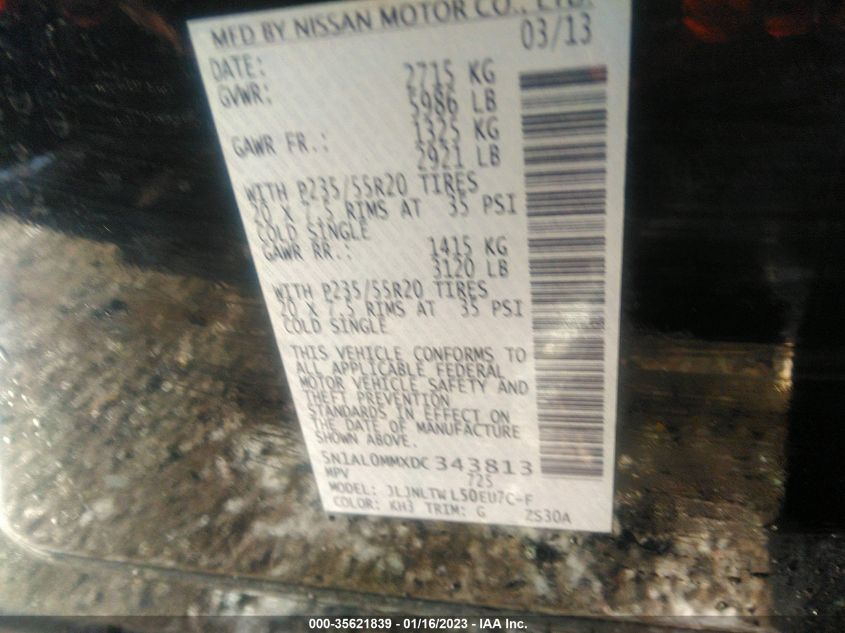 MFD BY NISSAN MOTOR CO., LTD.
DATE: 03/13
GVWR: 2715 KG
5986 LB
GAWR FR.: 1325 KG
2921 LB
WITH P235/55R20 TIRES
20 X 7.5 RIMS AT 35 PSI
COLD SINGLE
GAWR RR.: 1415 KG
3120 LB
WITH P235/55R20 TIRES
20 X 7.5 RIMS AT 35 PSI
COLD SINGLE
THIS VEHICLE CONFORMS TO
ALL APPLICABLE FEDERAL
MOTOR VEHICLE SAFETY AND
THEFT PREVENTION
STANDARDS IN EFFECT ON
THE DATE OF MANUFACTURE
SHOWN ABOVE.
5N1AL0MMXDC 343813
MPV 725
MODEL: JLJNLTW L50EU7C-F
COLOR: KH3 TRIM: G ZS30A
000-35621839 - 01/16/2023 - IAA Inc.